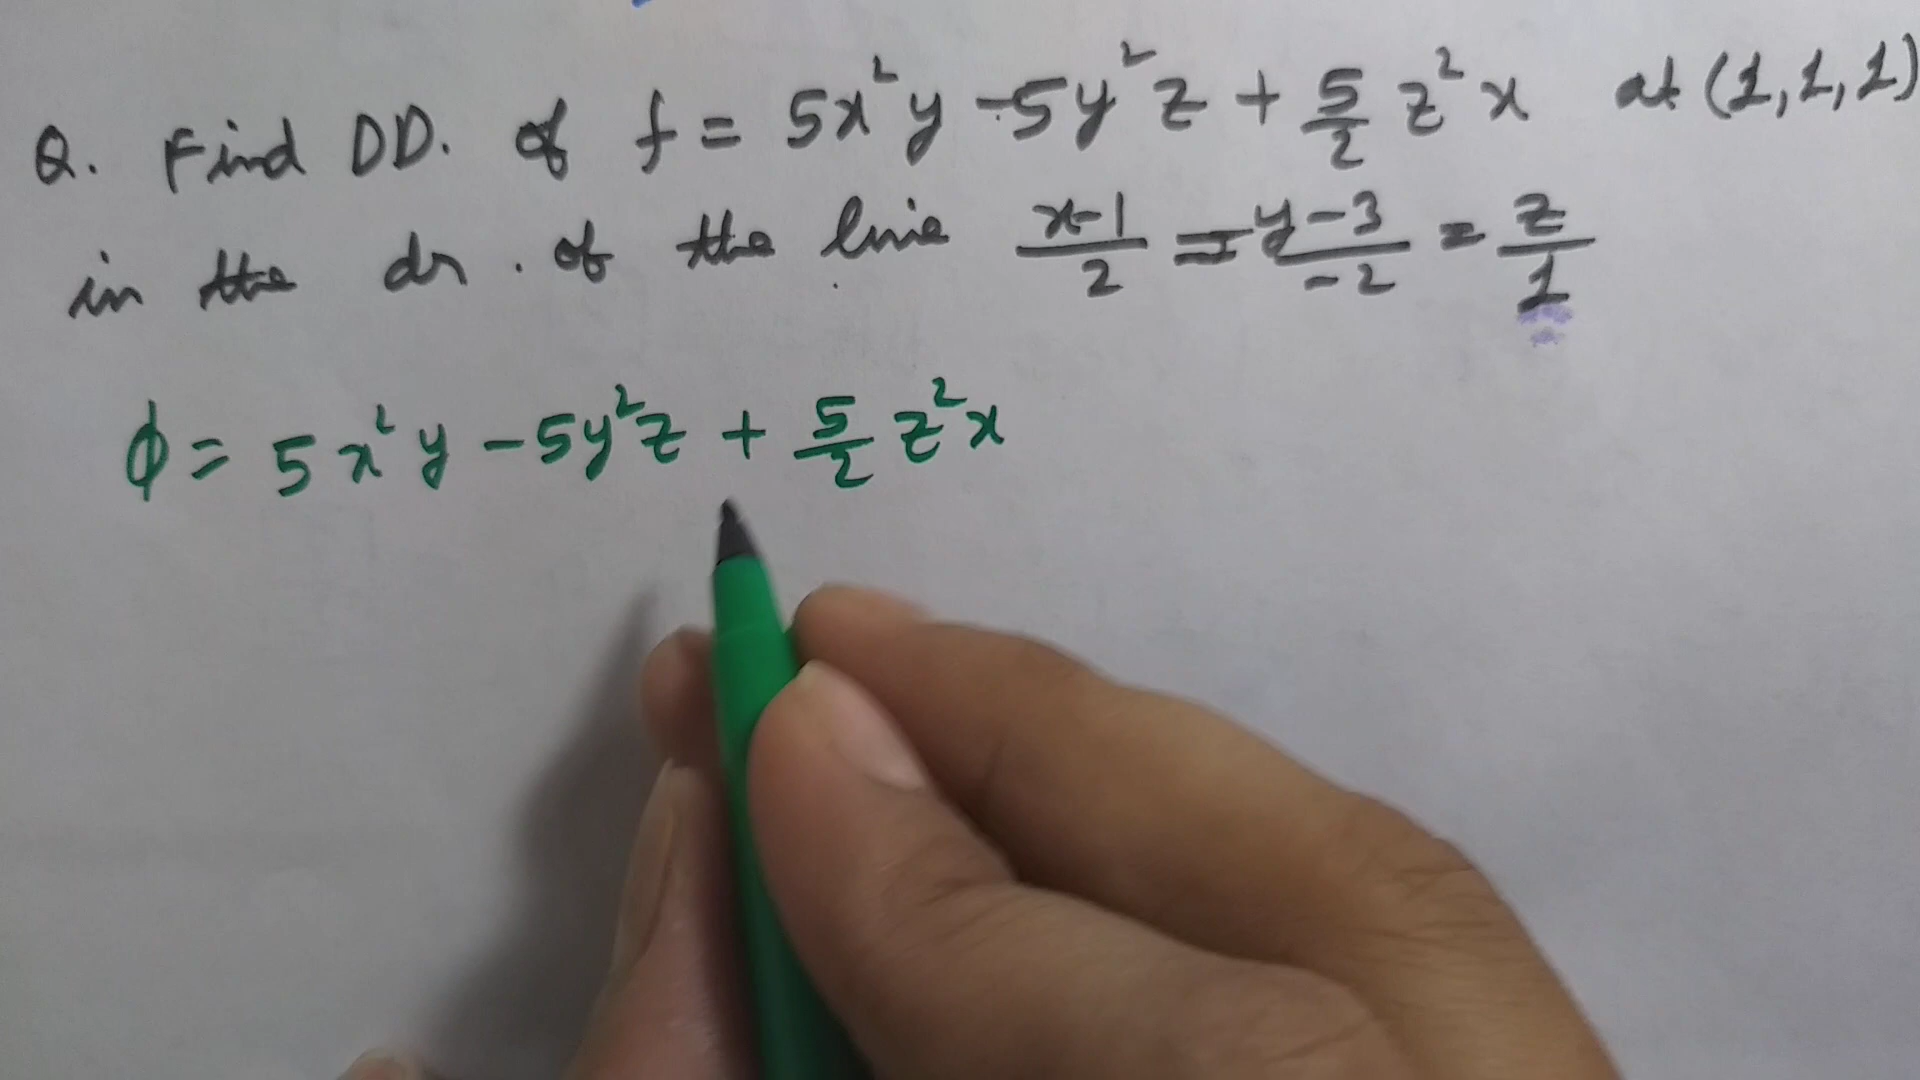 Q. Find DD. of f = 5x²y -5y²z + 5/2 z²x at (1,1,1)
in the dr. of the line x-1/2 = y-3/-2 = z/1
ϕ = 5x²y - 5y²z + 5/2 z²x